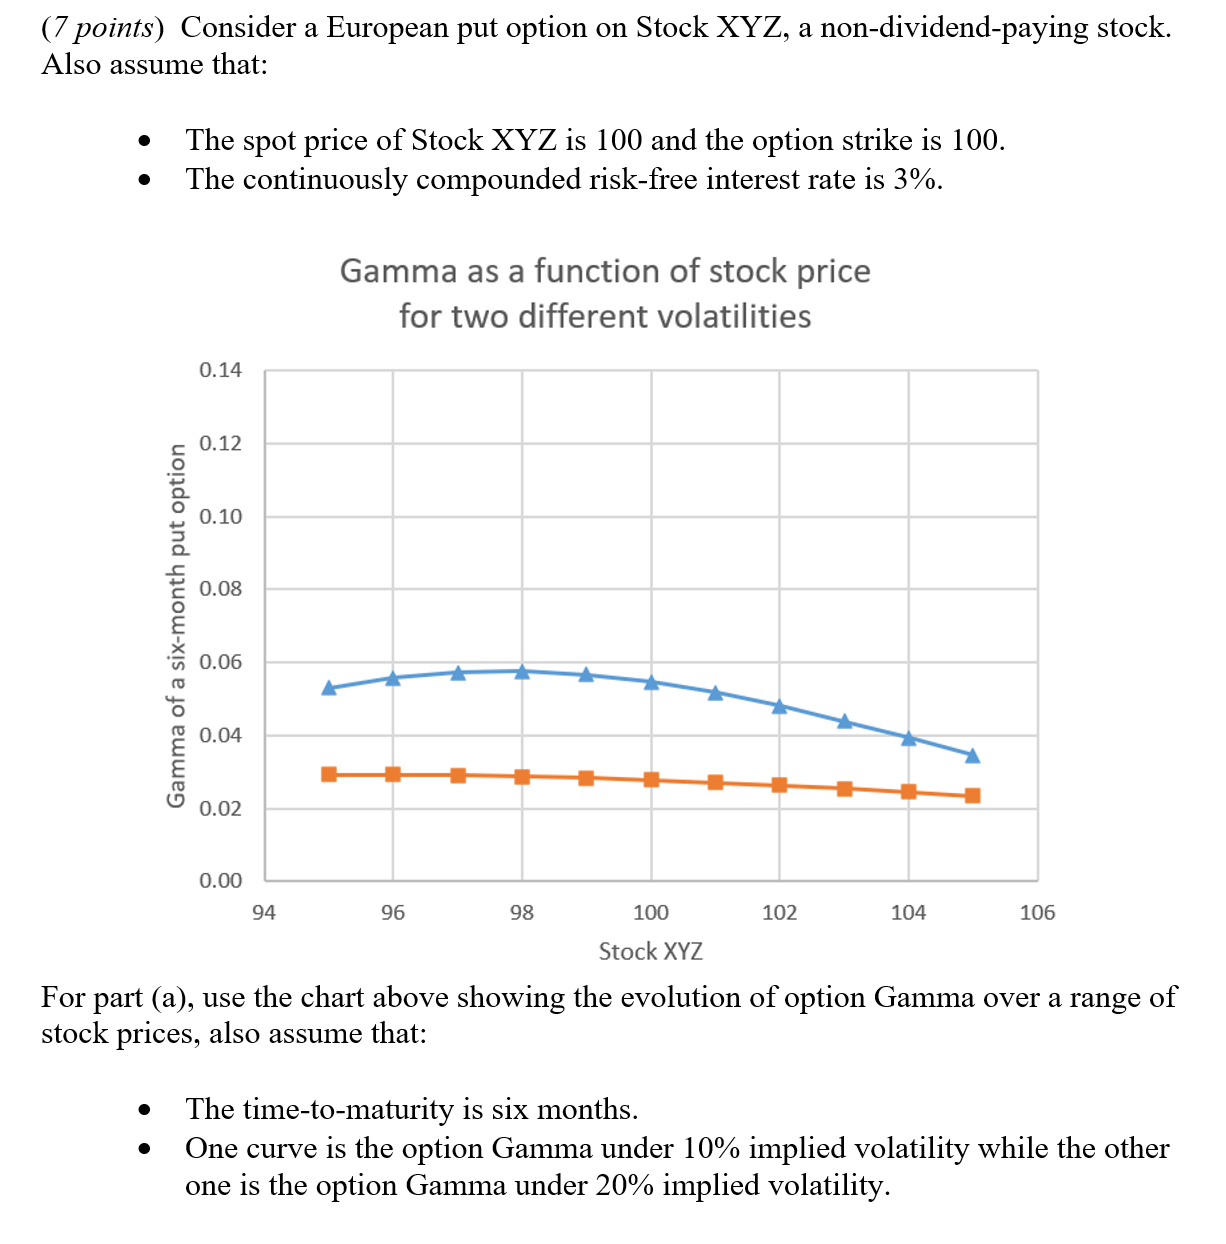 (7 points) Consider a European put option on Stock XYZ, a non-dividend-paying stock.
Also assume that:
• The spot price of Stock XYZ is 100 and the option strike is 100.
• The continuously compounded risk-free interest rate is 3%.
Gamma as a function of stock price
for two different volatilities
Gamma of a six-month put option
0.14
0.12
0.10
0.08
0.06
0.04
0.02
0.00
94 96 98 100 102 104 106
Stock XYZ
For part (a), use the chart above showing the evolution of option Gamma over a range of
stock prices, also assume that:
• The time-to-maturity is six months.
• One curve is the option Gamma under 10% implied volatility while the other
one is the option Gamma under 20% implied volatility.